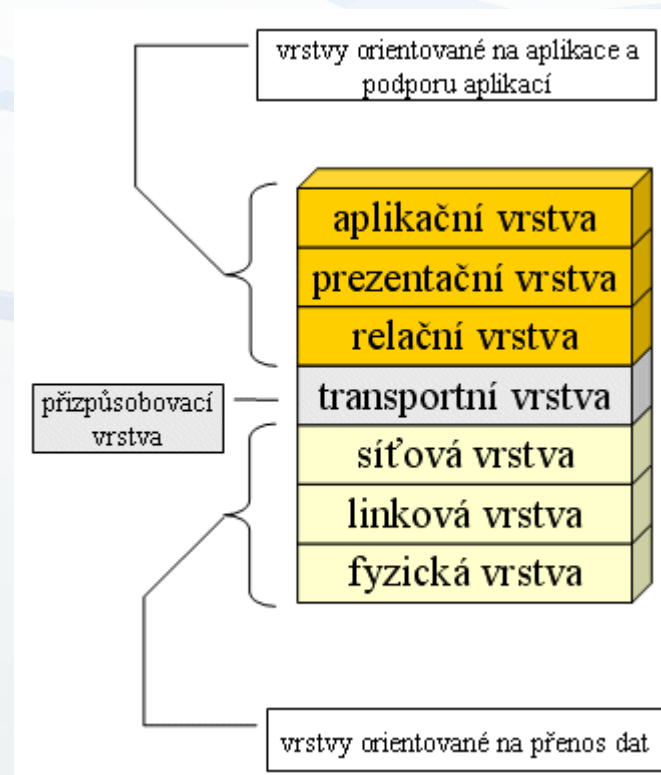 vrstvy orientované na aplikace a
podporu aplikací
aplikační vrstva
prezentační vrstva
relační vrstva
přizpůsobovací
vrstva
transportní vrstva
síťová vrstva
linková vrstva
fyzická vrstva
vrstvy orientované na přenos dat